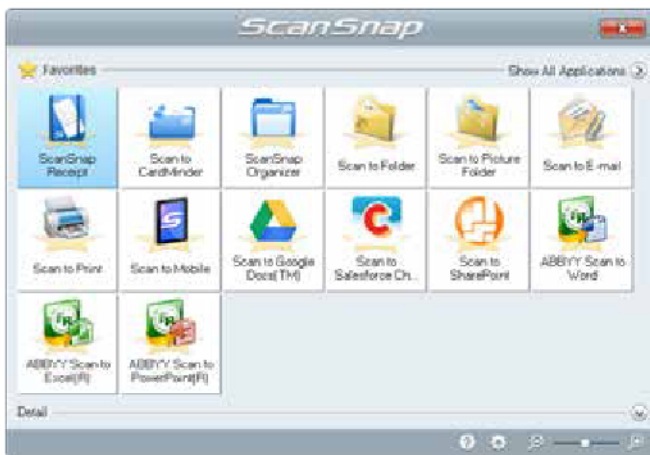 ScanSnap
Favorites
Show All Applications
ScanSnap
Receipt
Scan to
CardMinder
ScanSnap
Organizer
Scan to Folder
Scan to Picture
Folder
Scan to E-mail
Scan to Print
Scan to Mobile
Scan to Google
Docs(TM)
Scan to
Salesforce Ch...
Scan to
SharePoint
ABBYY Scan to
Word
ABBYY Scan to
Excel(R)
ABBYY Scan to
PowerPoint(R)
Detail